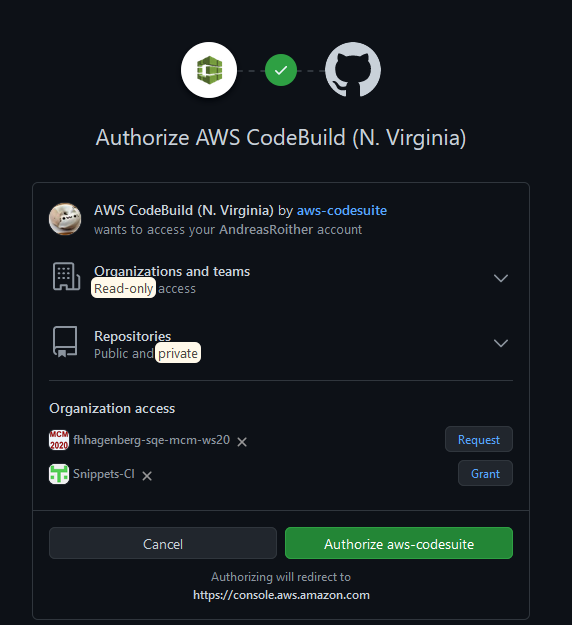 Authorize AWS CodeBuild (N. Virginia)
AWS CodeBuild (N. Virginia) by aws-codesuite
wants to access your AndreasRoither account
Organizations and teams
Read-only access
Repositories
Public and private
Organization access
MCM
2020
fhhagenberg-sqe-mcm-ws20
Request
Snippets-CI
Grant
Cancel
Authorize aws-codesuite
Authorizing will redirect to
https://console.aws.amazon.com